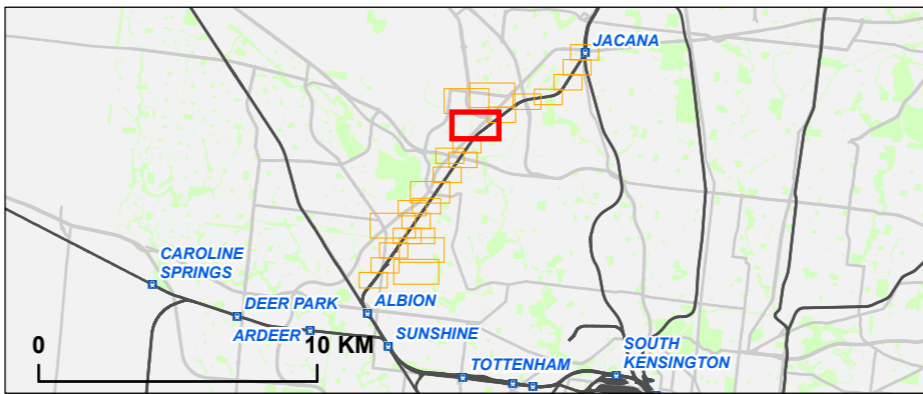 JACANA
CAROLINE
SPRINGS
DEER PARK
ALBION
ARDEER
SUNSHINE
0
10 KM
TOTTENHAM
SOUTH
KENSINGTON